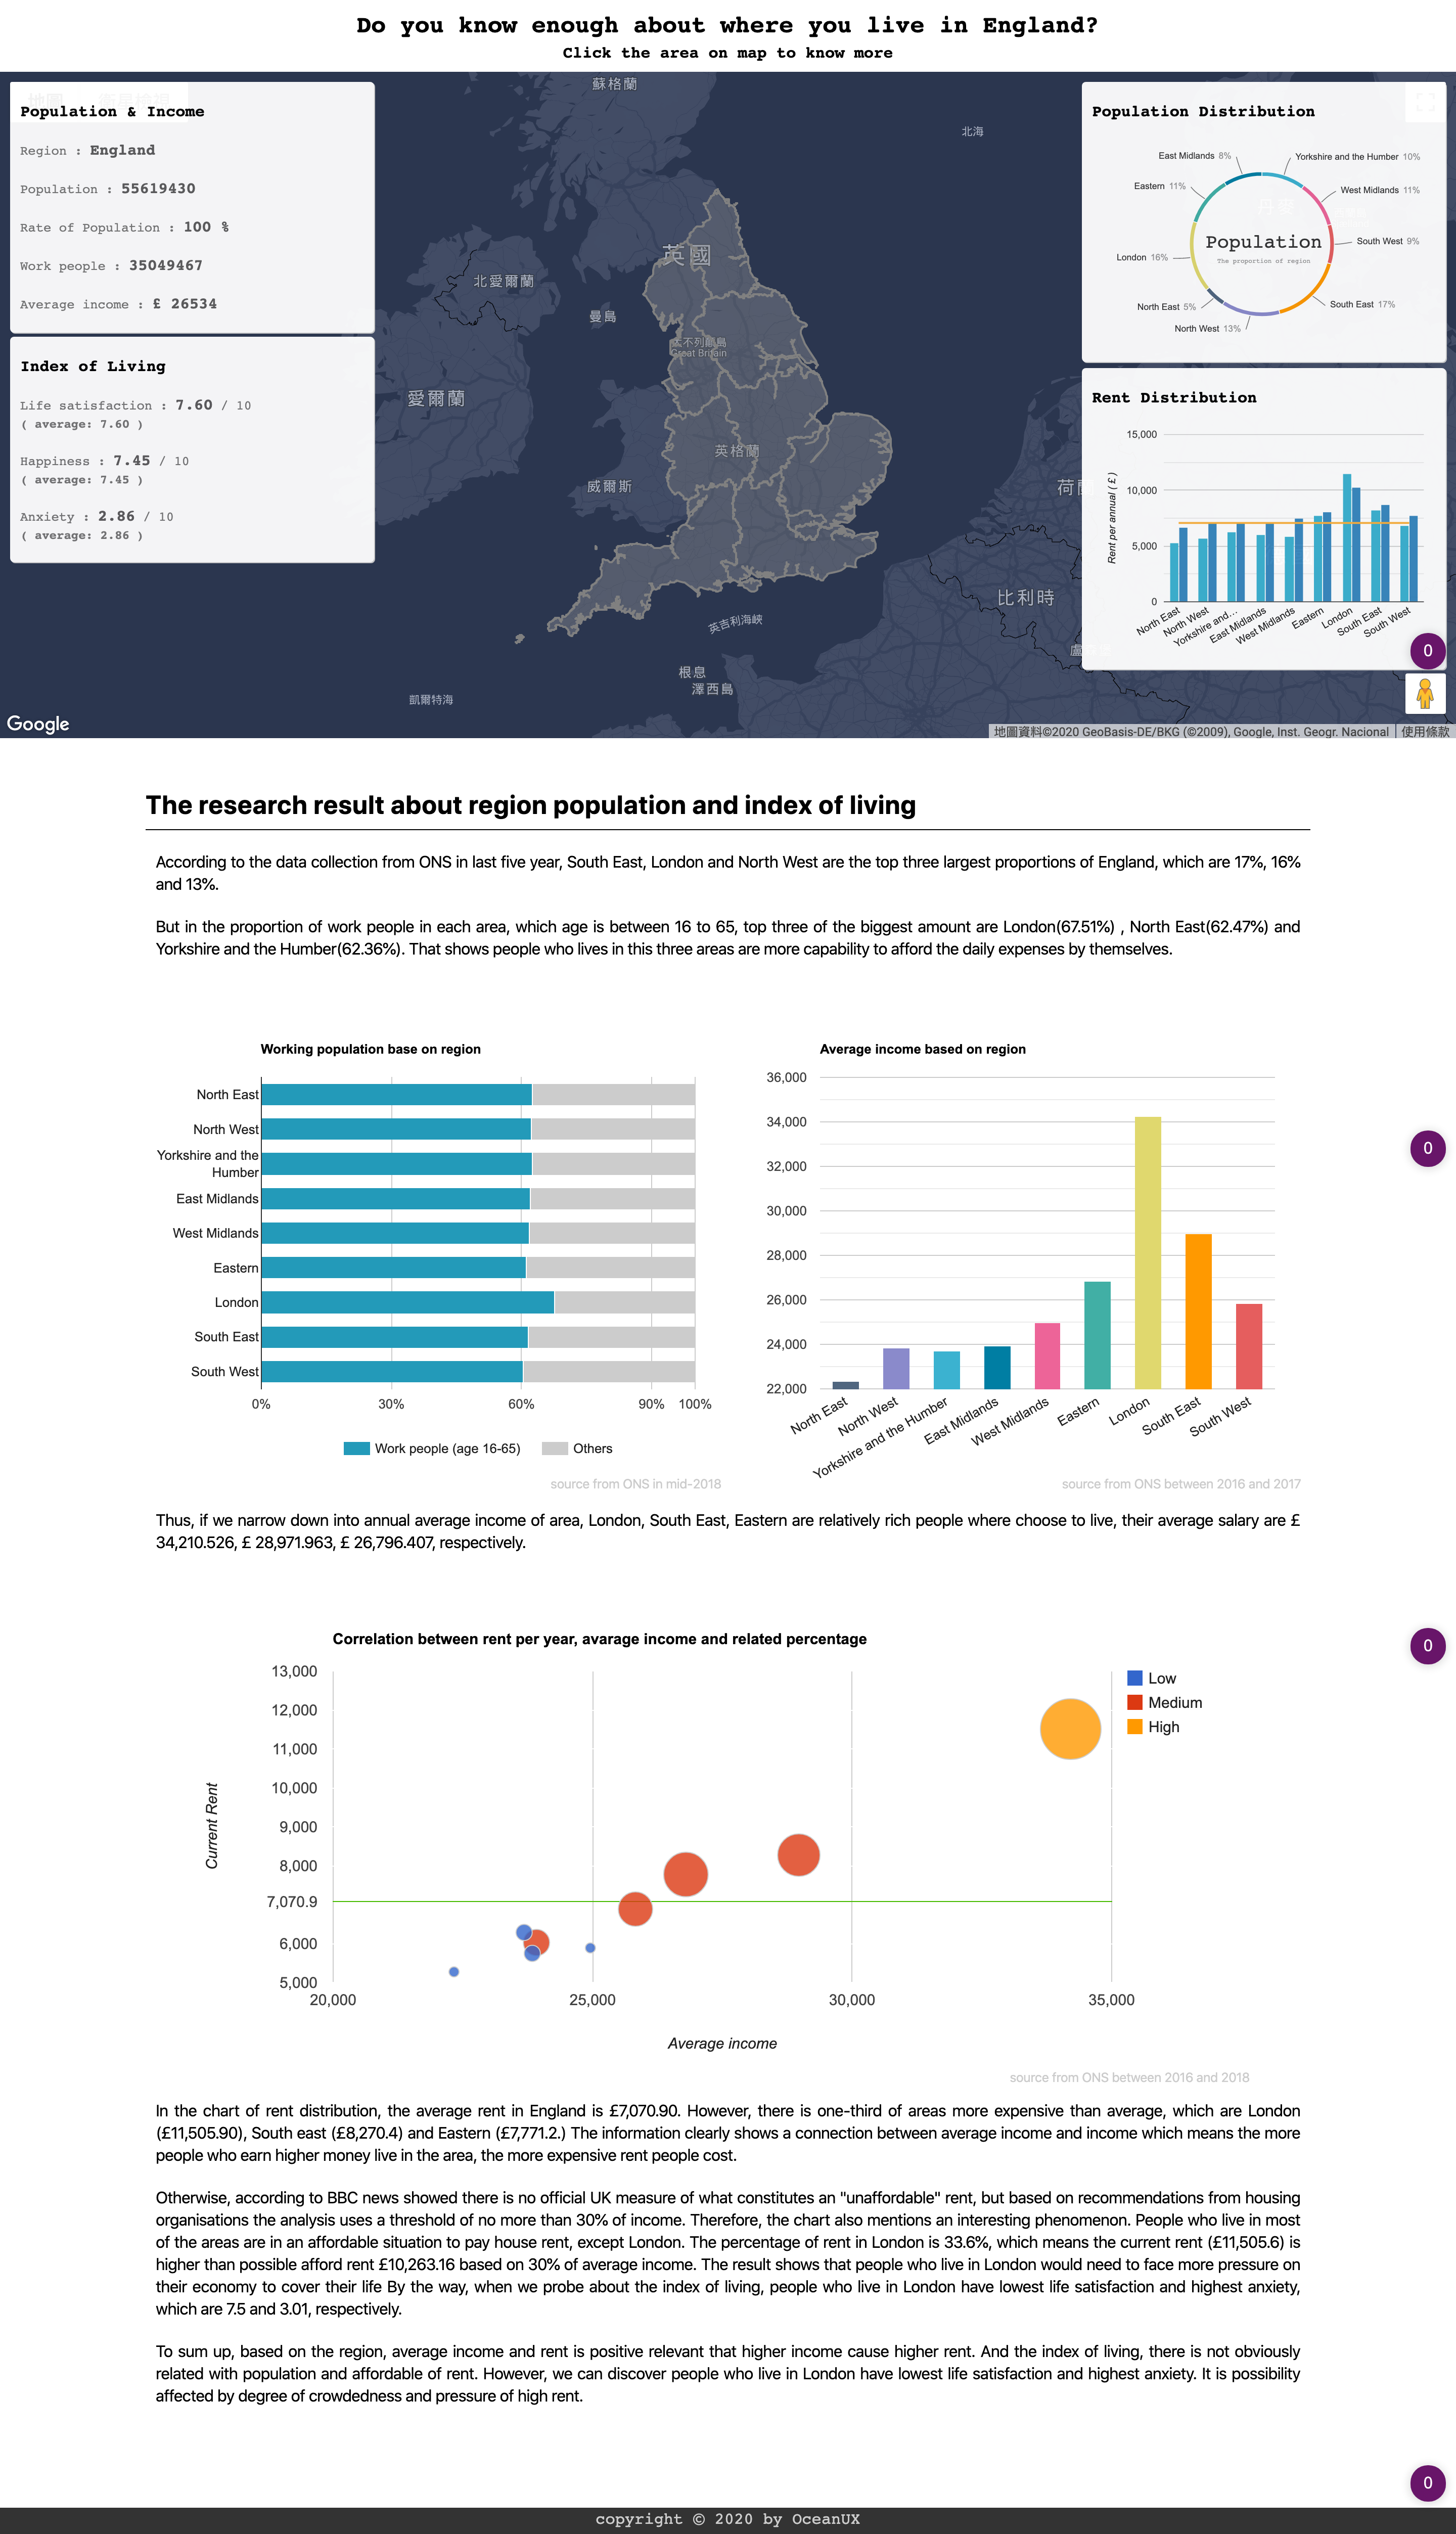 Do you know enough about where you live in England?
Click the area on map to know more
Population & Income
Region : England
Population : 55619430
Rate of Population : 100 %
Work people : 35049467
Average income : £ 26534
Index of Living
Life satisfaction : 7.60 / 10
( average: 7.60 )
Happiness : 7.45 / 10
( average: 7.45 )
Anxiety : 2.86 / 10
( average: 2.86 )
蘇格蘭
北海
英國
北愛爾蘭
曼島
大不列顛島
Great Britain
愛爾蘭
英格蘭
威爾斯
荷蘭
比利時
英吉利海峽
根息
澤西島
凱爾特海
丹麥
Population Distribution
East Midlands 8%
Yorkshire and the Humber 10%
Eastern 11%
West Midlands 11%
Population
The proportion of region
South West 9%
London 16%
North East 5%
South East 17%
North West 13%
Rent Distribution
Rent per annual ( £ )
15,000
10,000
5,000
0
North East
North West
Yorkshire and...
East Midlands
West Midlands
Eastern
London
South East
South West
0
Google
地圖資料©2020 GeoBasis-DE/BKG (©2009), Google, Inst. Geogr. Nacional
使用條款
The research result about region population and index of living
According to the data collection from ONS in last five year, South East, London and North West are the top three largest proportions of England, which are 17%, 16%
and 13%.
But in the proportion of work people in each area, which age is between 16 to 65, top three of the biggest amount are London(67.51%) , North East(62.47%) and
Yorkshire and the Humber(62.36%). That shows people who lives in this three areas are more capability to afford the daily expenses by themselves.
Working population base on region
North East
North West
Yorkshire and the
Humber
East Midlands
West Midlands
Eastern
London
South East
South West
0%
30%
60%
90%
100%
Work people (age 16-65)
Others
source from ONS in mid-2018
Average income based on region
36,000
34,000
32,000
30,000
28,000
26,000
24,000
22,000
North East
North West
Yorkshire and the Humber
East Midlands
West Midlands
Eastern
London
South East
South West
source from ONS between 2016 and 2017
0
Thus, if we narrow down into annual average income of area, London, South East, Eastern are relatively rich people where choose to live, their average salary are £
34,210.526, £ 28,971.963, £ 26,796.407, respectively.
Correlation between rent per year, avarage income and related percentage
0
Current Rent
13,000
12,000
11,000
10,000
9,000
8,000
7,070.9
6,000
5,000
20,000
25,000
30,000
35,000
Average income
Low
Medium
High
source from ONS between 2016 and 2018
In the chart of rent distribution, the average rent in England is £7,070.90. However, there is one-third of areas more expensive than average, which are London
(£11,505.90), South east (£8,270.4) and Eastern (£7,771.2.) The information clearly shows a connection between average income and income which means the more
people who earn higher money live in the area, the more expensive rent people cost.
Otherwise, according to BBC news showed there is no official UK measure of what constitutes an "unaffordable" rent, but based on recommendations from housing
organisations the analysis uses a threshold of no more than 30% of income. Therefore, the chart also mentions an interesting phenomenon. People who live in most
of the areas are in an affordable situation to pay house rent, except London. The percentage of rent in London is 33.6%, which means the current rent (£11,505.6) is
higher than possible afford rent £10,263.16 based on 30% of average income. The result shows that people who live in London would need to face more pressure on
their economy to cover their life By the way, when we probe about the index of living, people who live in London have lowest life satisfaction and highest anxiety,
which are 7.5 and 3.01, respectively.
To sum up, based on the region, average income and rent is positive relevant that higher income cause higher rent. And the index of living, there is not obviously
related with population and affordable of rent. However, we can discover people who live in London have lowest life satisfaction and highest anxiety. It is possibility
affected by degree of crowdedness and pressure of high rent.
0
copyright © 2020 by OceanUX